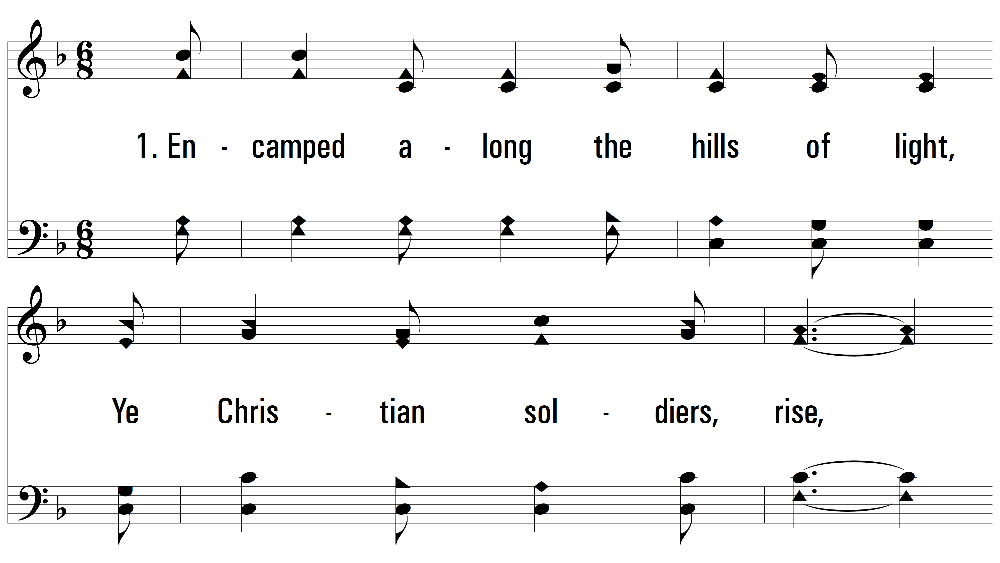 1. En - camped a - long the hills of light,
Ye Chris - tian sol - diers, rise,